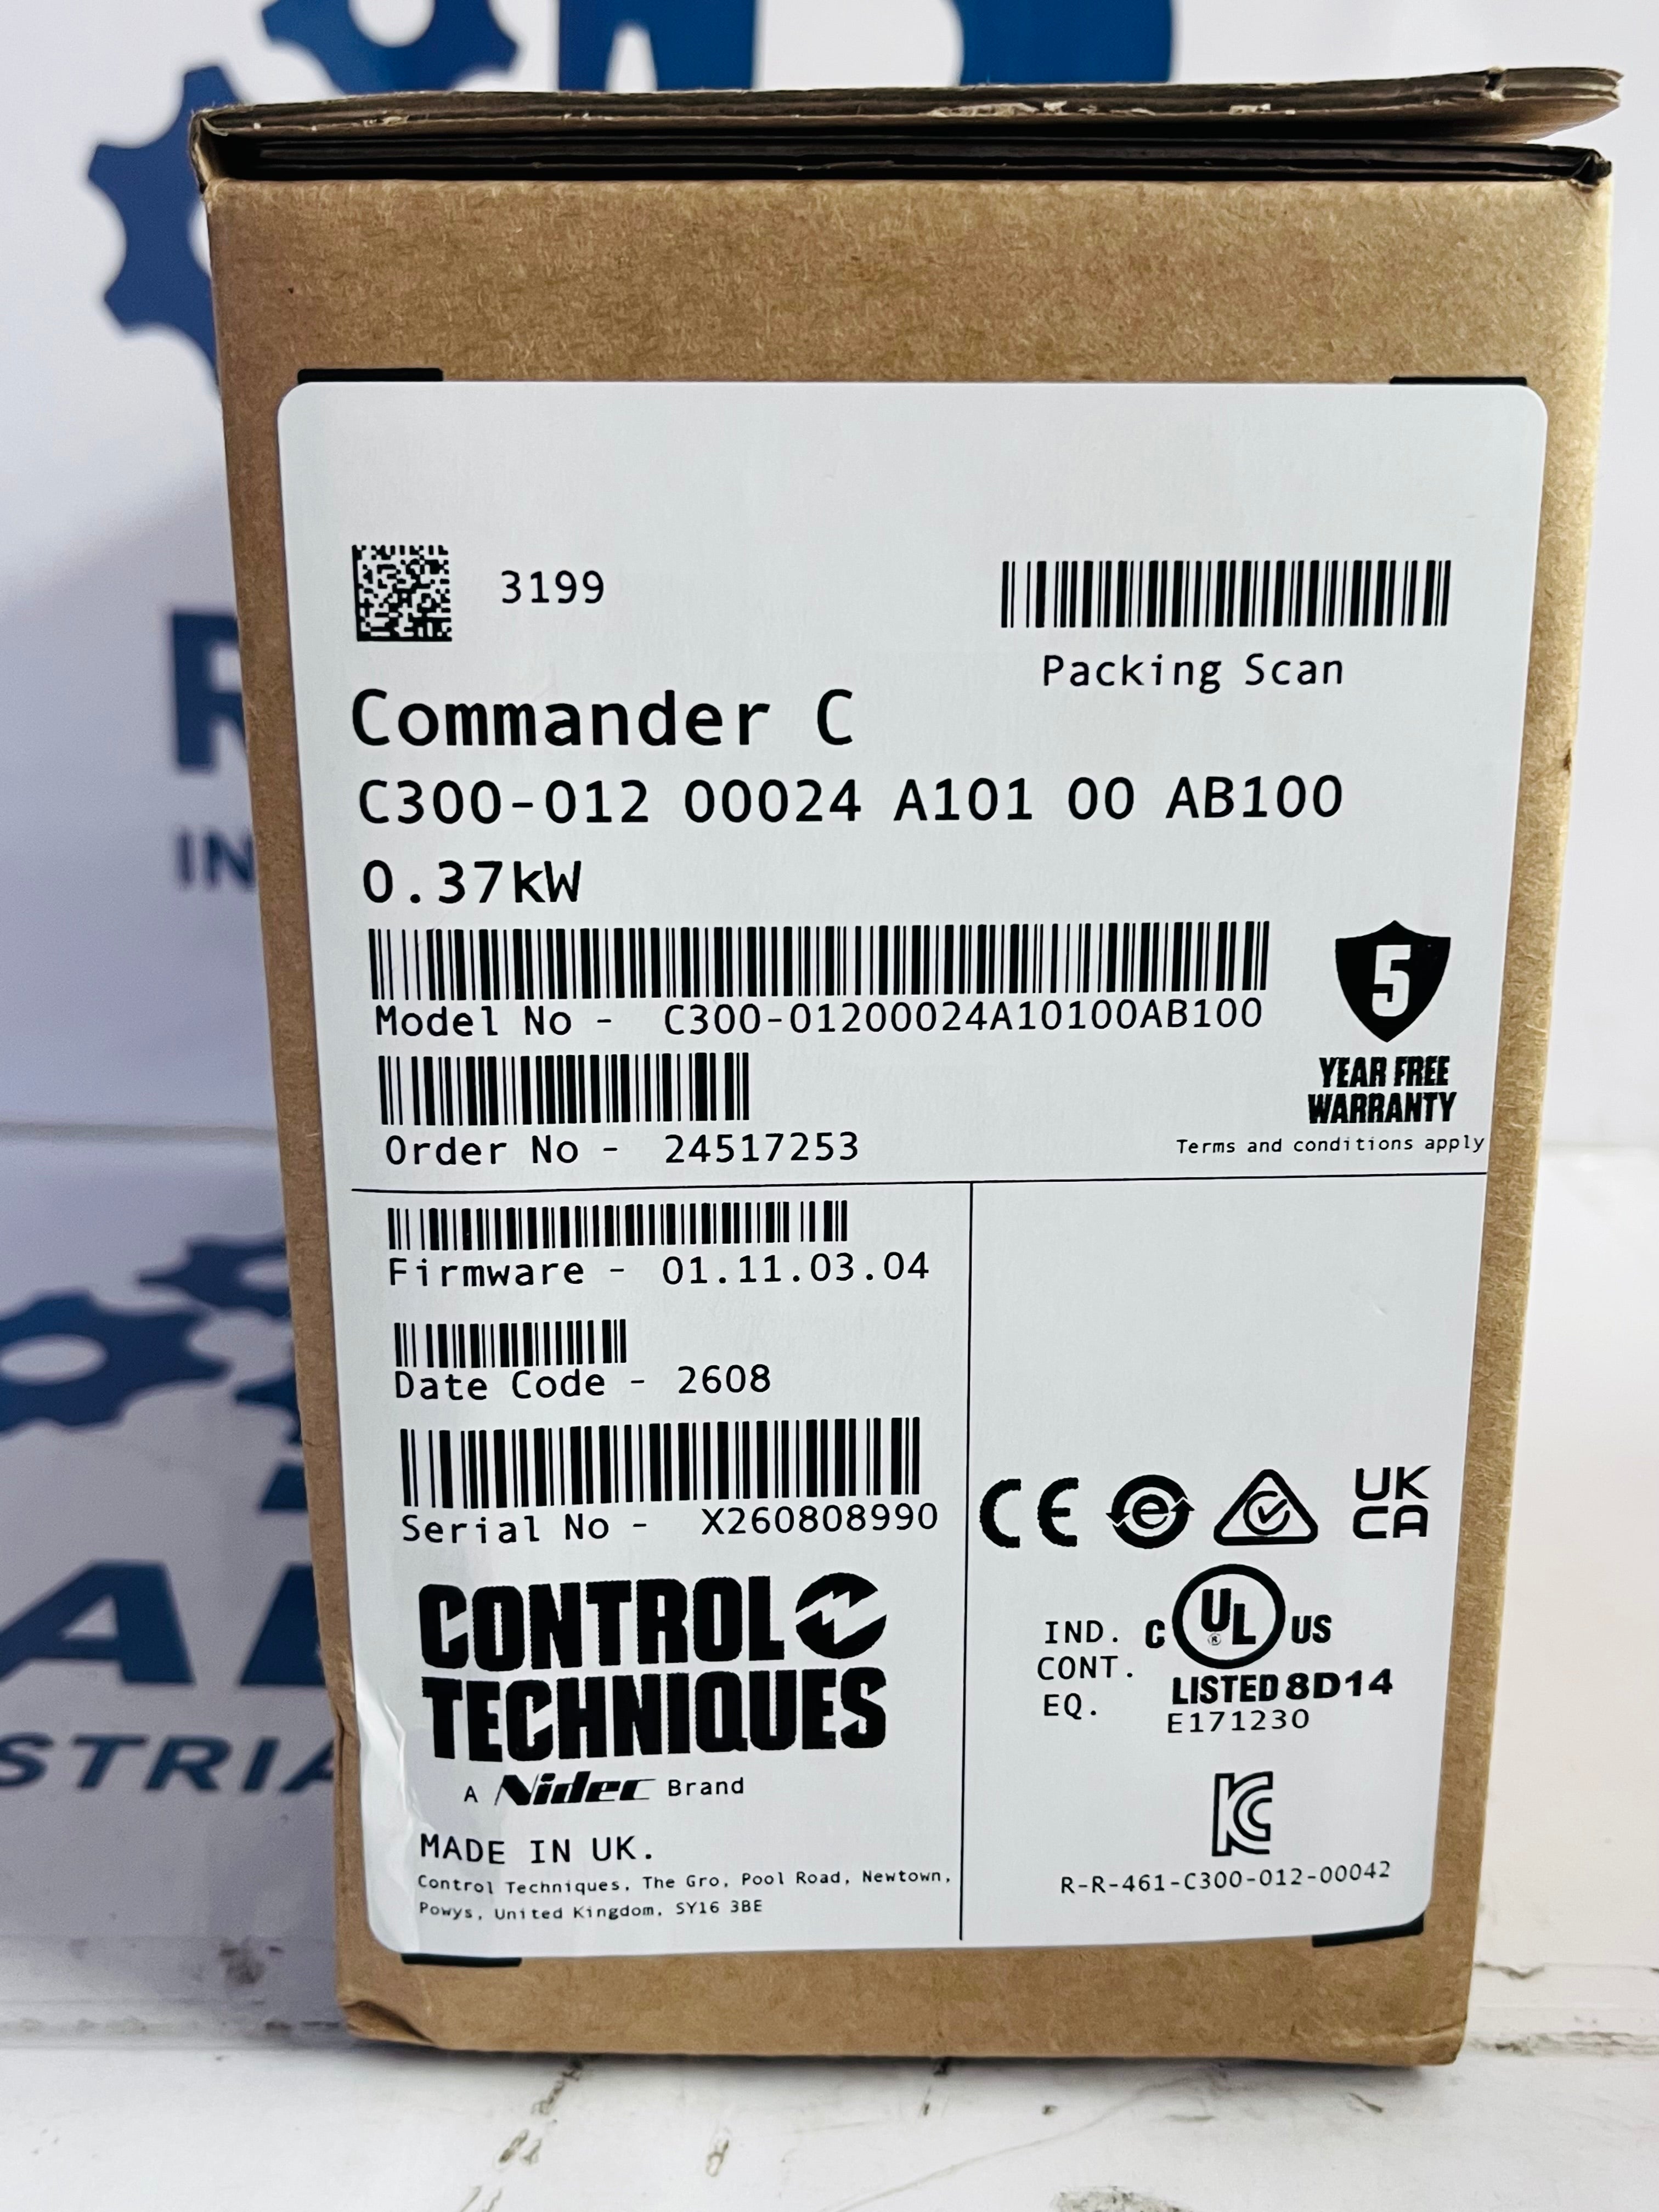 3199
Packing Scan
Commander C
C300-012 00024 A101 00 AB100
0.37kW
Model No - C300-01200024A10100AB100
5
YEAR FREE
WARRANTY
Order No - 24517253
Terms and conditions apply
Firmware - 01.11.03.04
Date Code - 2608
Serial No - X260808990
CE
UK
CA
CONTROL
TECHNIQUES
A Nidec Brand
IND.
CONT.
EQ.
C UL ® US
LISTED 8D14
E171230
KC
R-R-461-C300-012-00042
MADE IN UK.
Control Techniques, The Gro, Pool Road, Newtown,
Powys, United Kingdom, SY16 3BE